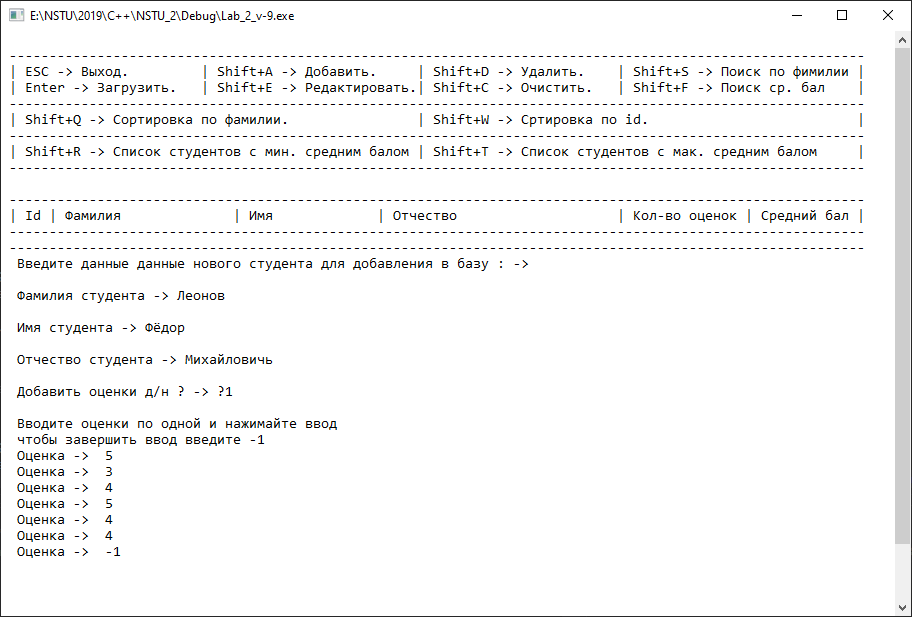 E:\NSTU\2019\C++\NSTU_2\Debug\Lab_2_v-9.exe
| ESC -> Выход. | Shift+A -> Добавить. | Shift+D -> Удалить. | Shift+S -> Поиск по фимилии |
| Enter -> Загрузить. | Shift+E -> Редактировать.| Shift+C -> Очистить. | Shift+F -> Поиск ср. бал |
| Shift+Q -> Сортировка по фамилии. | Shift+W -> Сртировка по id. |
| Shift+R -> Список студентов с мин. средним балом | Shift+T -> Список студентов с мак. средним балом |
| Id | Фамилия | Имя | Отчество | Кол-во оценок | Средний бал |
Введите данные данные нового студента для добавления в базу : ->
Фамилия студента -> Леонов
Имя студента -> Фёдор
Отчество студента -> Михайловичь
Добавить оценки д/н ? -> ?1
Вводите оценки по одной и нажимайте ввод
чтобы завершить ввод введите -1
Оценка -> 5
Оценка -> 3
Оценка -> 4
Оценка -> 5
Оценка -> 4
Оценка -> 4
Оценка -> -1